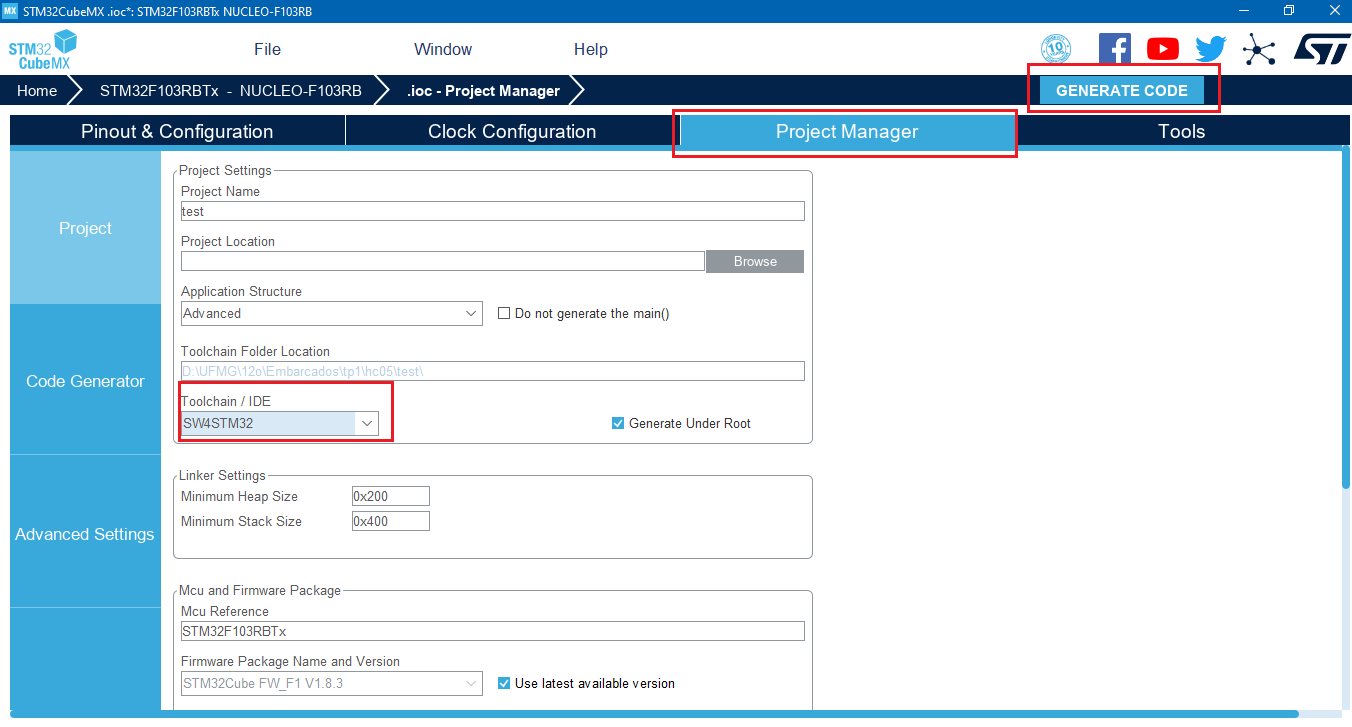 MX STM32CubeMX .ioc*: STM32F103RBTx NUCLEO-F103RB
STM32
CubeMX
File Window Help
10
Home STM32F103RBTx - NUCLEO-F103RB .ioc - Project Manager GENERATE CODE
Pinout & Configuration Clock Configuration Project Manager Tools
Project
Code Generator
Advanced Settings
Project Settings
Project Name
test
Project Location
Browse
Application Structure
Advanced Do not generate the main()
Toolchain Folder Location
D:\UFMG\12o\Embarcados\tp1\hc05\test\
Toolchain / IDE
SW4STM32 Generate Under Root
Linker Settings
Minimum Heap Size 0x200
Minimum Stack Size 0x400
Mcu and Firmware Package
Mcu Reference
STM32F103RBTx
Firmware Package Name and Version
STM32Cube FW_F1 V1.8.3 Use latest available version